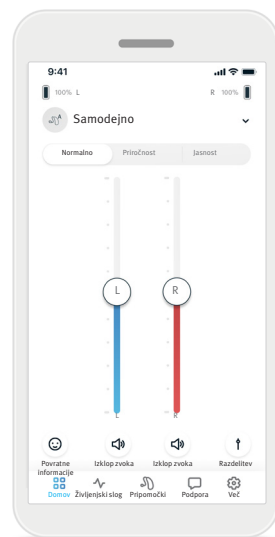 9:41
100% L R 100%
Samodejno
Normalno Priročnost Jasnost
L R
L R
Povratne informacije Izklop zvoka Izklop zvoka Razdelitev
Domov Življenjski slog Pripomočki Podpora Več